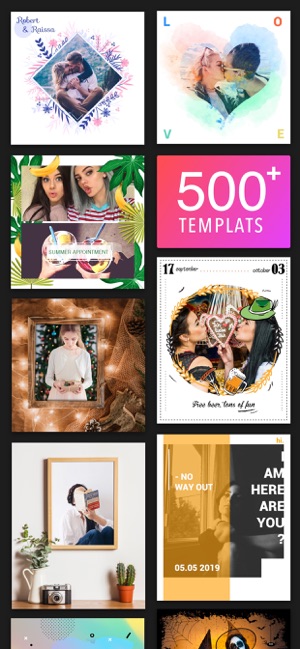 Robert
& Raissa
L O
V E
SUMMER APPOINTMENT
500+
TEMPLATS
17 september
october 03
Free beer, tons of fun
- NO
WAY OUT
05.05 2019
hi,
I
AM
HERE
ARE
YOU
?